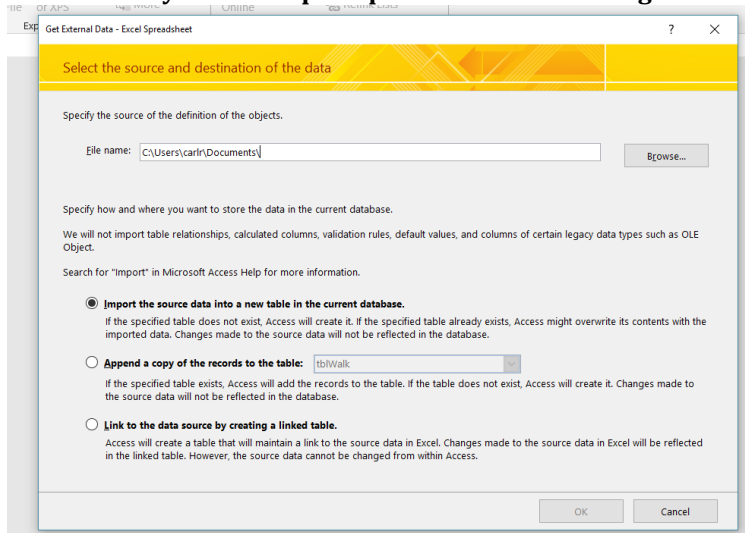 or XPS More Online Relink Lists
Exp
Get External Data - Excel Spreadsheet ? ×
Select the source and destination of the data
Specify the source of the definition of the objects.
File name: C:\Users\carlr\Documents\ Browse...
Specify how and where you want to store the data in the current database.
We will not import table relationships, calculated columns, validation rules, default values, and columns of certain legacy data types such as OLE
Object.
Search for "Import" in Microsoft Access Help for more information.
Import the source data into a new table in the current database.
If the specified table does not exist, Access will create it. If the specified table already exists, Access might overwrite its contents with the
imported data. Changes made to the source data will not be reflected in the database.
Append a copy of the records to the table: tblWalk
If the specified table exists, Access will add the records to the table. If the table does not exist, Access will create it. Changes made to
the source data will not be reflected in the database.
Link to the data source by creating a linked table.
Access will create a table that will maintain a link to the source data in Excel. Changes made to the source data in Excel will be reflected
in the linked table. However, the source data cannot be changed from within Access.
OK Cancel